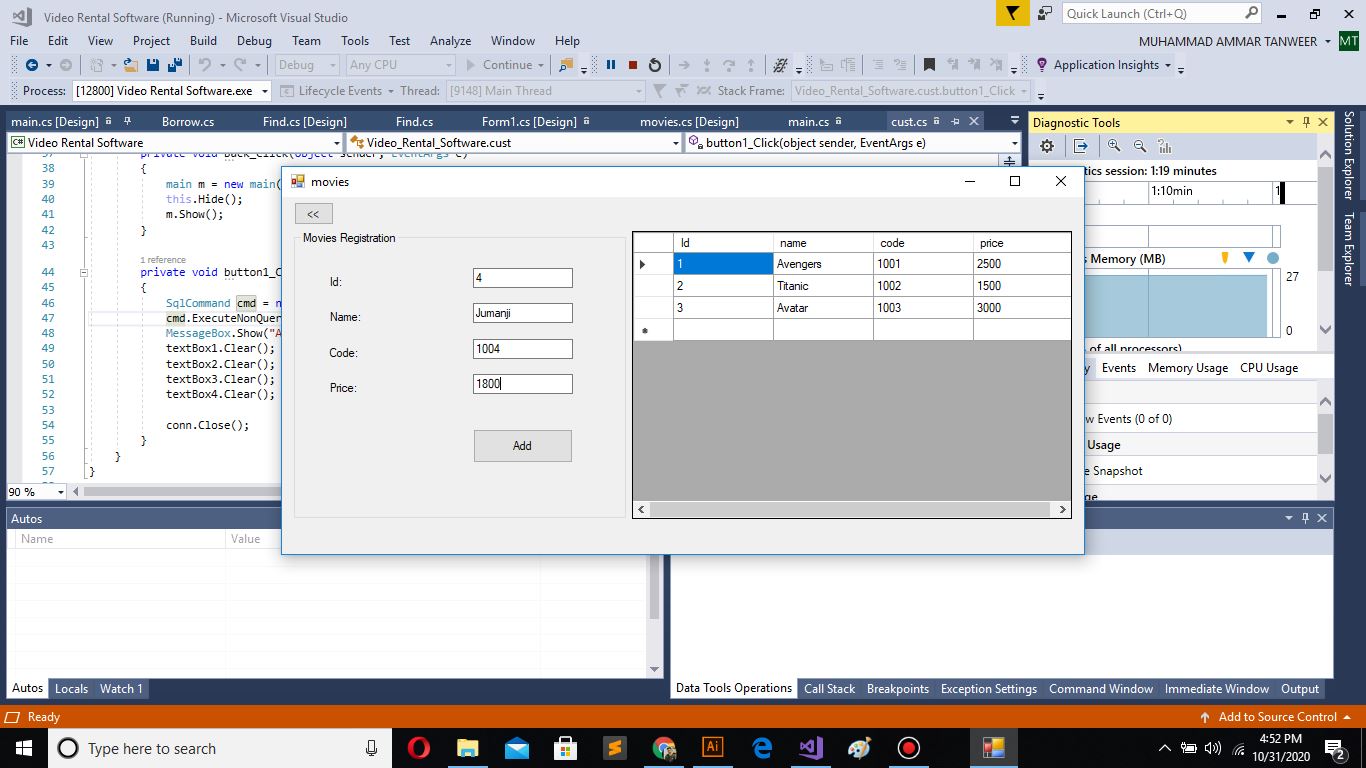 Video Rental Software (Running) - Microsoft Visual Studio
Quick Launch (Ctrl+Q)
File Edit View Project Build Debug Team Tools Test Analyze Window Help
MUHAMMAD AMMAR TANWEER MT
Debug Any CPU Continue Application Insights
Process: [12800] Video Rental Software.exe Lifecycle Events Thread: [9148] Main Thread Stack Frame: Video_Rental_Software.cust.button1_Click
main.cs [Design] Borrow.cs Find.cs [Design] Find.cs Form1.cs [Design] movies.cs [Design] main.cs cust.cs
Video Rental Software Video_Rental_Software.cust button1_Click(object sender, EventArgs e)
37 private void back_Click(object sender, EventArgs e)
38 {
39 main m = new main(
40 this.Hide();
41 m.Show();
42 }
43
1 reference
44 private void button1_C
45 {
46 SqlCommand cmd = n
47 cmd.ExecuteNonQuer
48 MessageBox.Show("A
49 textBox1.Clear();
50 textBox2.Clear();
51 textBox3.Clear();
52 textBox4.Clear();
53
54 conn.Close();
55 }
56 }
57 }
90 %
movies
<<
Movies Registration
Id: 4
Name: Jumanji
Code: 1004
Price: 1800
Add
Id name code price
1 Avengers 1001 2500
2 Titanic 1002 1500
3 Avatar 1003 3000
Diagnostic Tools
tics session: 1:19 minutes
1:10min 1
s Memory (MB)
27
0
of all processors)
y Events Memory Usage CPU Usage
w Events (0 of 0)
Usage
e Snapshot
ge
Solution Explorer
Team Explorer
Autos
Name Value
Autos Locals Watch 1
Data Tools Operations Call Stack Breakpoints Exception Settings Command Window Immediate Window Output
Ready
Add to Source Control
Type here to search
Ai
4:52 PM
10/31/2020
2